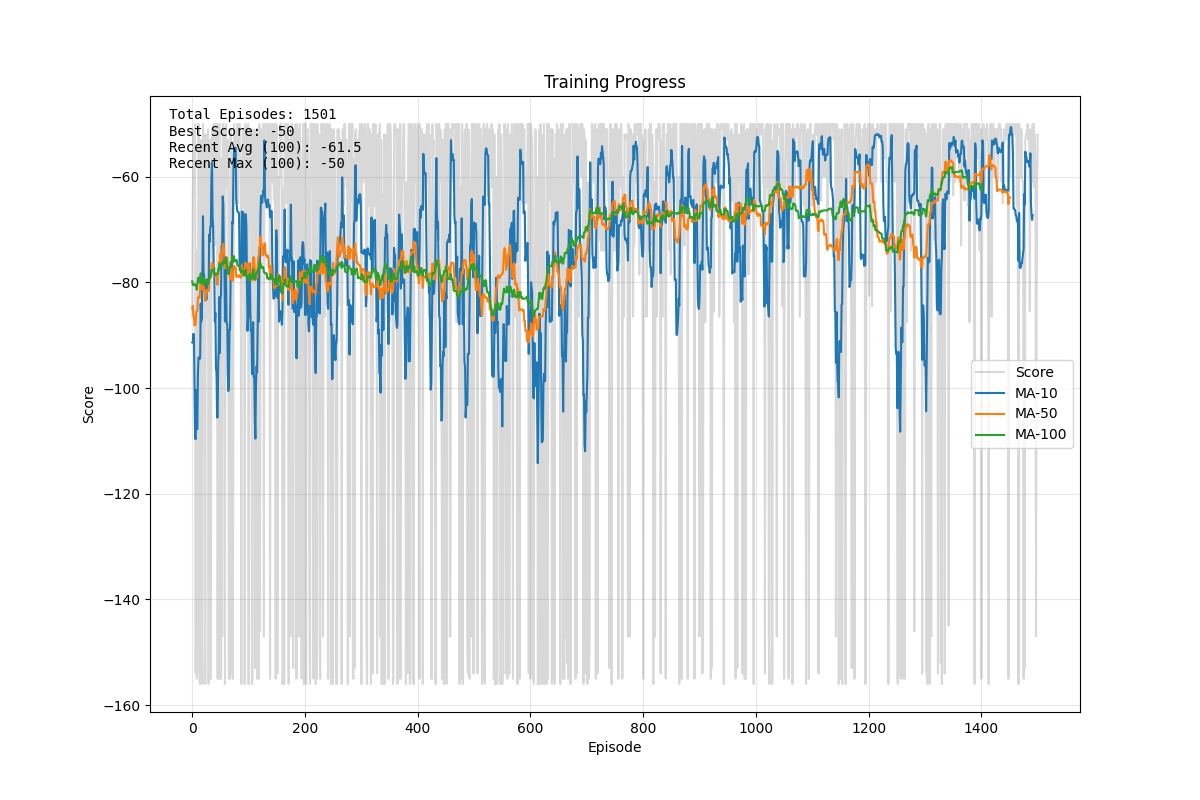 Training Progress
Total Episodes: 1501
Best Score: -50
Recent Avg (100): -61.5
Recent Max (100): -50
−60
−80
−100
−120
−140
−160
Score
Score
MA-10
MA-50
MA-100
0 200 400 600 800 1000 1200 1400
Episode